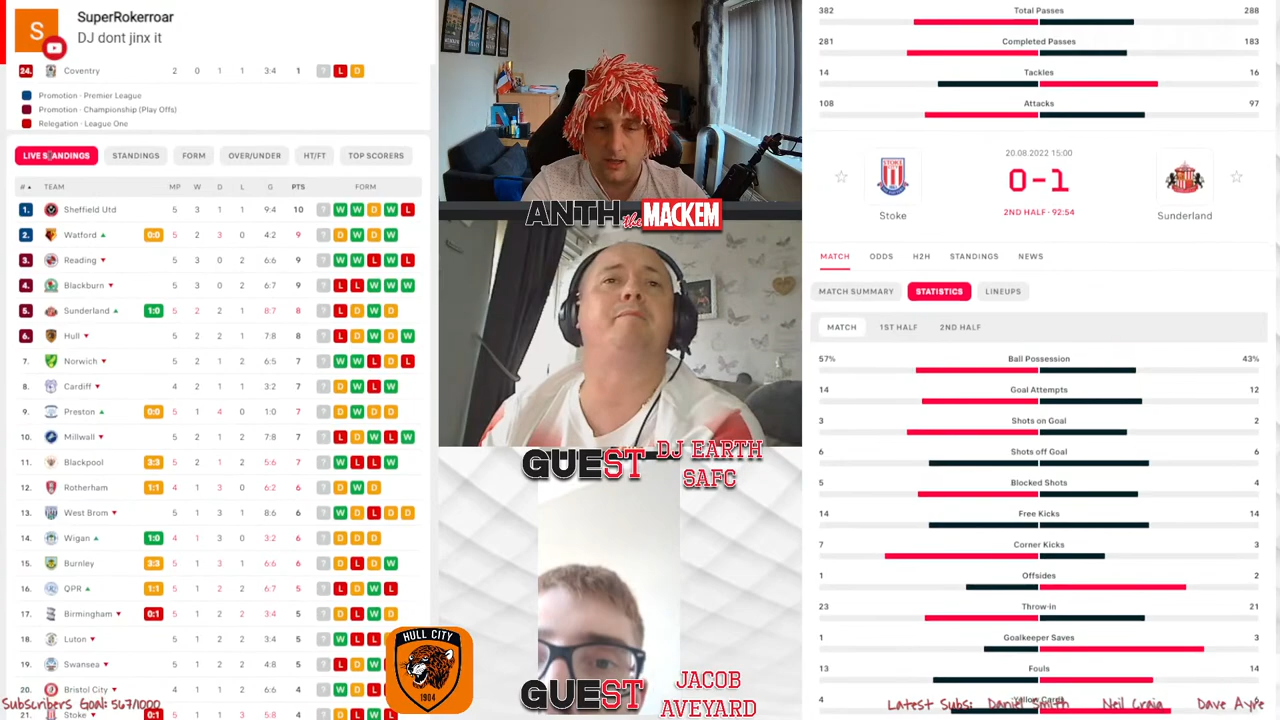 S
SuperRokerroar
DJ dont jinx it
24. Coventry 2 0 1 1 3:4 1 ? L D
Promotion - Premier League
Promotion - Championship (Play Offs)
Relegation - League One
LIVE STANDINGS STANDINGS FORM OVER/UNDER HT/FT TOP SCORERS
# TEAM MP W D L G PTS FORM
1. Sheffield Utd 5 3 1 1 9:4 10 ? W W D W L
2. Watford 0:0 5 2 3 0 4:2 9 ? D W D W
3. Reading 5 3 0 2 6:6 9 ? W W L W L
4. Blackburn 5 3 0 2 6:7 9 ? L L W W W
5. Sunderland 1:0 5 2 2 1 8:7 8 ? L D W D
6. Hull 5 2 2 1 8 ? L D W D W
7. Norwich 5 2 1 2 6:5 7 ? W W L D L
8. Cardiff 4 2 1 1 3:2 7 ? D W L W
9. Preston 0:0 5 1 4 0 1:0 7 ? D W D D
10. Millwall 5 2 1 2 7:8 7 ? L D W L W
11. Blackpool 3:3 5 2 1 2 5:6 7 ? W L L W
12. Rotherham 1:1 4 1 3 0 6:2 6 ? D W D
13. West Brom 5 1 3 1 8:6 6 ? W D L D D
14. Wigan 1:0 4 1 3 0 3:2 6 ? D D D
15. Burnley 3:3 5 1 3 1 6:6 6 ? D L D W
16. QPR 1:1 5 1 2 2 6:7 5 ? W L D L
17. Birmingham 0:1 5 1 2 2 3:4 5 ? D L W D
18. Luton 5 1 2 2 3:4 5 ? W L L
19. Swansea 5 1 2 2 4:8 5 ? L D W
20. Bristol City 4 1 1 2 6:6 4 ? W D L
21. Stoke 0:1
Subscribers Goal: 567/1000
ANTH the MACKEM
GUEST DJ EARTH
SAFC
HULL CITY
1904
GUEST JACOB
AVEYARD
382 Total Passes 288
281 Completed Passes 183
14 Tackles 16
108 Attacks 97
20.08.2022 15:00
STOKE
0-1
2ND HALF - 92:54
Stoke Sunderland
MATCH ODDS H2H STANDINGS NEWS
MATCH SUMMARY STATISTICS LINEUPS
MATCH 1ST HALF 2ND HALF
57% Ball Possession 43%
14 Goal Attempts 12
3 Shots on Goal 2
6 Shots off Goal 6
5 Blocked Shots 4
14 Free Kicks 14
7 Corner Kicks 3
1 Offsides 2
23 Throw-in 21
1 Goalkeeper Saves 3
13 Fouls 14
4 Yellow Cards
Latest Subs: Daniel Smith Neil Craig Dave Ayre